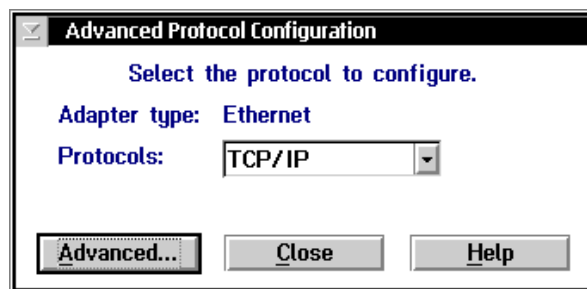 Advanced Protocol Configuration
Select the protocol to configure.
Adapter type: Ethernet
Protocols: TCP/IP
Advanced... Close Help